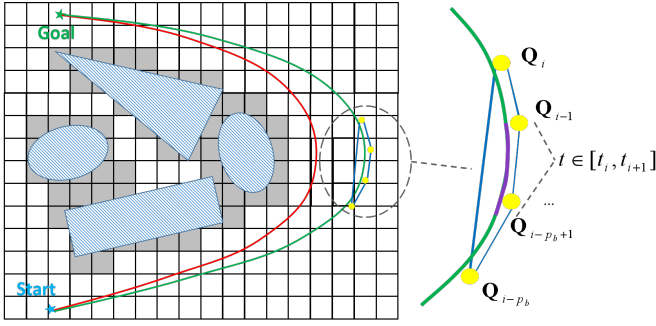 Goal
Start
Q_i
Q_{i-1}
t ∈ [t_i, t_{i+1}]
...
Q_{i-p_b+1}
Q_{i-p_b}